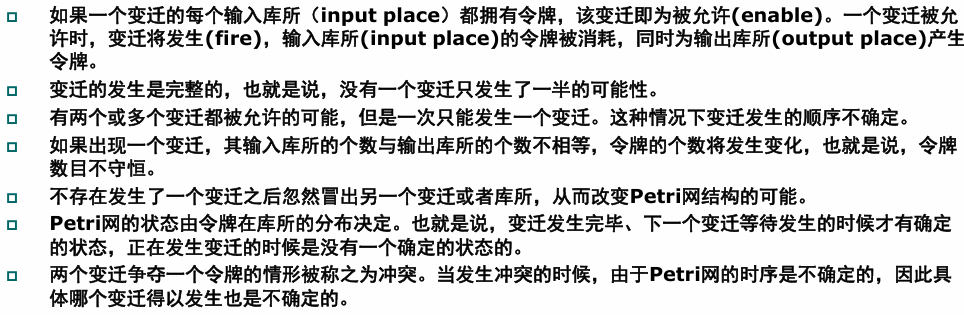 如果一个变迁的每个输入库所（input place）都拥有令牌，该变迁即为被允许(enable)。一个变迁被允
许时，变迁将发生(fire)，输入库所(input place)的令牌被消耗，同时为输出库所(output place)产生
令牌。
变迁的发生是完整的，也就是说，没有一个变迁只发生了一半的可能性。
有两个或多个变迁都被允许的可能，但是一次只能发生一个变迁。这种情况下变迁发生的顺序不确定。
如果出现一个变迁，其输入库所的个数与输出库所的个数不相等，令牌的个数将发生变化，也就是说，令牌
数目不守恒。
不存在发生了一个变迁之后忽然冒出另一个变迁或者库所，从而改变Petri网结构的可能。
Petri网的状态由令牌在库所的分布决定。也就是说，变迁发生完毕、下一个变迁等待发生的时候才有确定
的状态，正在发生变迁的时候是没有一个确定的状态的。
两个变迁争夺一个令牌的情形被称之为冲突。当发生冲突的时候，由于Petri网的时序是不确定的，因此具
体哪个变迁得以发生也是不确定的。